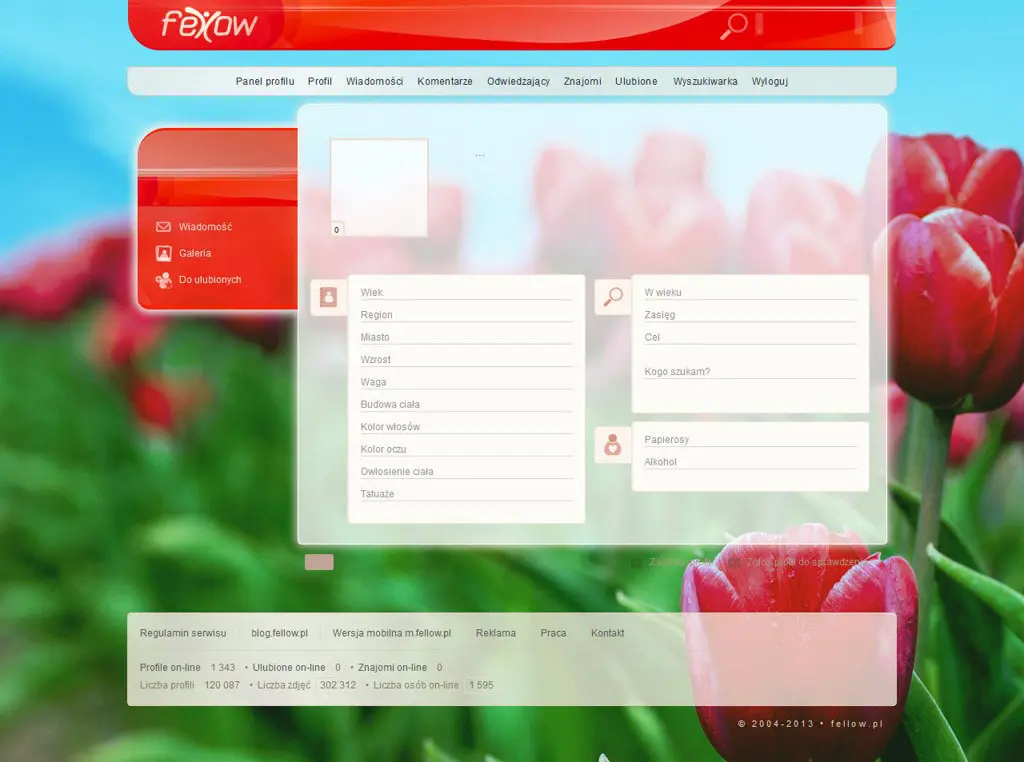 fellow
Panel profilu Profil Wiadomości Komentarze Odwiedzający Znajomi Ulubione Wyszukiwarka Wyloguj
...
0
Wiadomość
Galeria
Do ulubionych
Wiek
Region
Miasto
Wzrost
Waga
Budowa ciała
Kolor włosów
Kolor oczu
Owłosienie ciała
Tatuaże
W wieku
Zasięg
Cel
Kogo szukam?
Papierosy
Alkohol
profil do sprawdzenia
Regulamin serwisu blog.fellow.pl Wersja mobilna m.fellow.pl Reklama Praca Kontakt
Profile on-line 1 343 • Ulubione on-line 0 • Znajomi on-line 0
Liczba profili 120 087 • Liczba zdjęć 302 312 • Liczba osób on-line 1 595
© 2004-2013 • fellow.pl